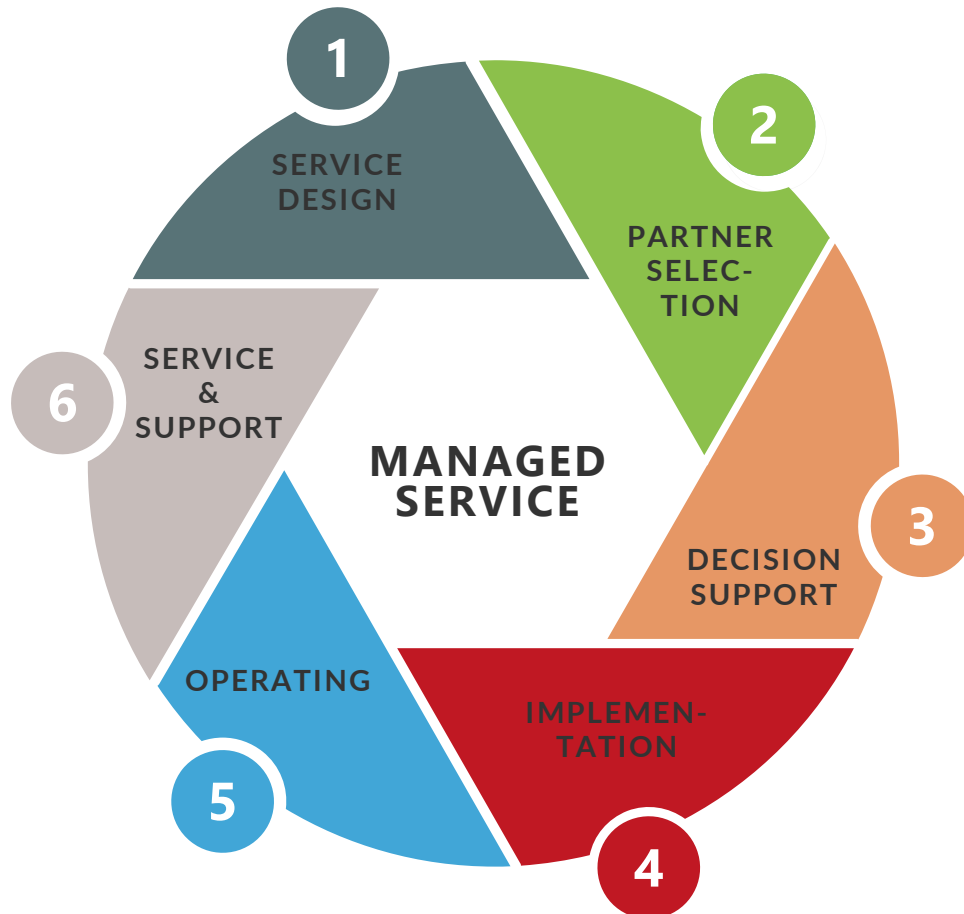 1
SERVICE
DESIGN
2
PARTNER
SELEC-
TION
3
DECISION
SUPPORT
4
IMPLEMEN-
TATION
5
OPERATING
6
SERVICE
&
SUPPORT
MANAGED
SERVICE